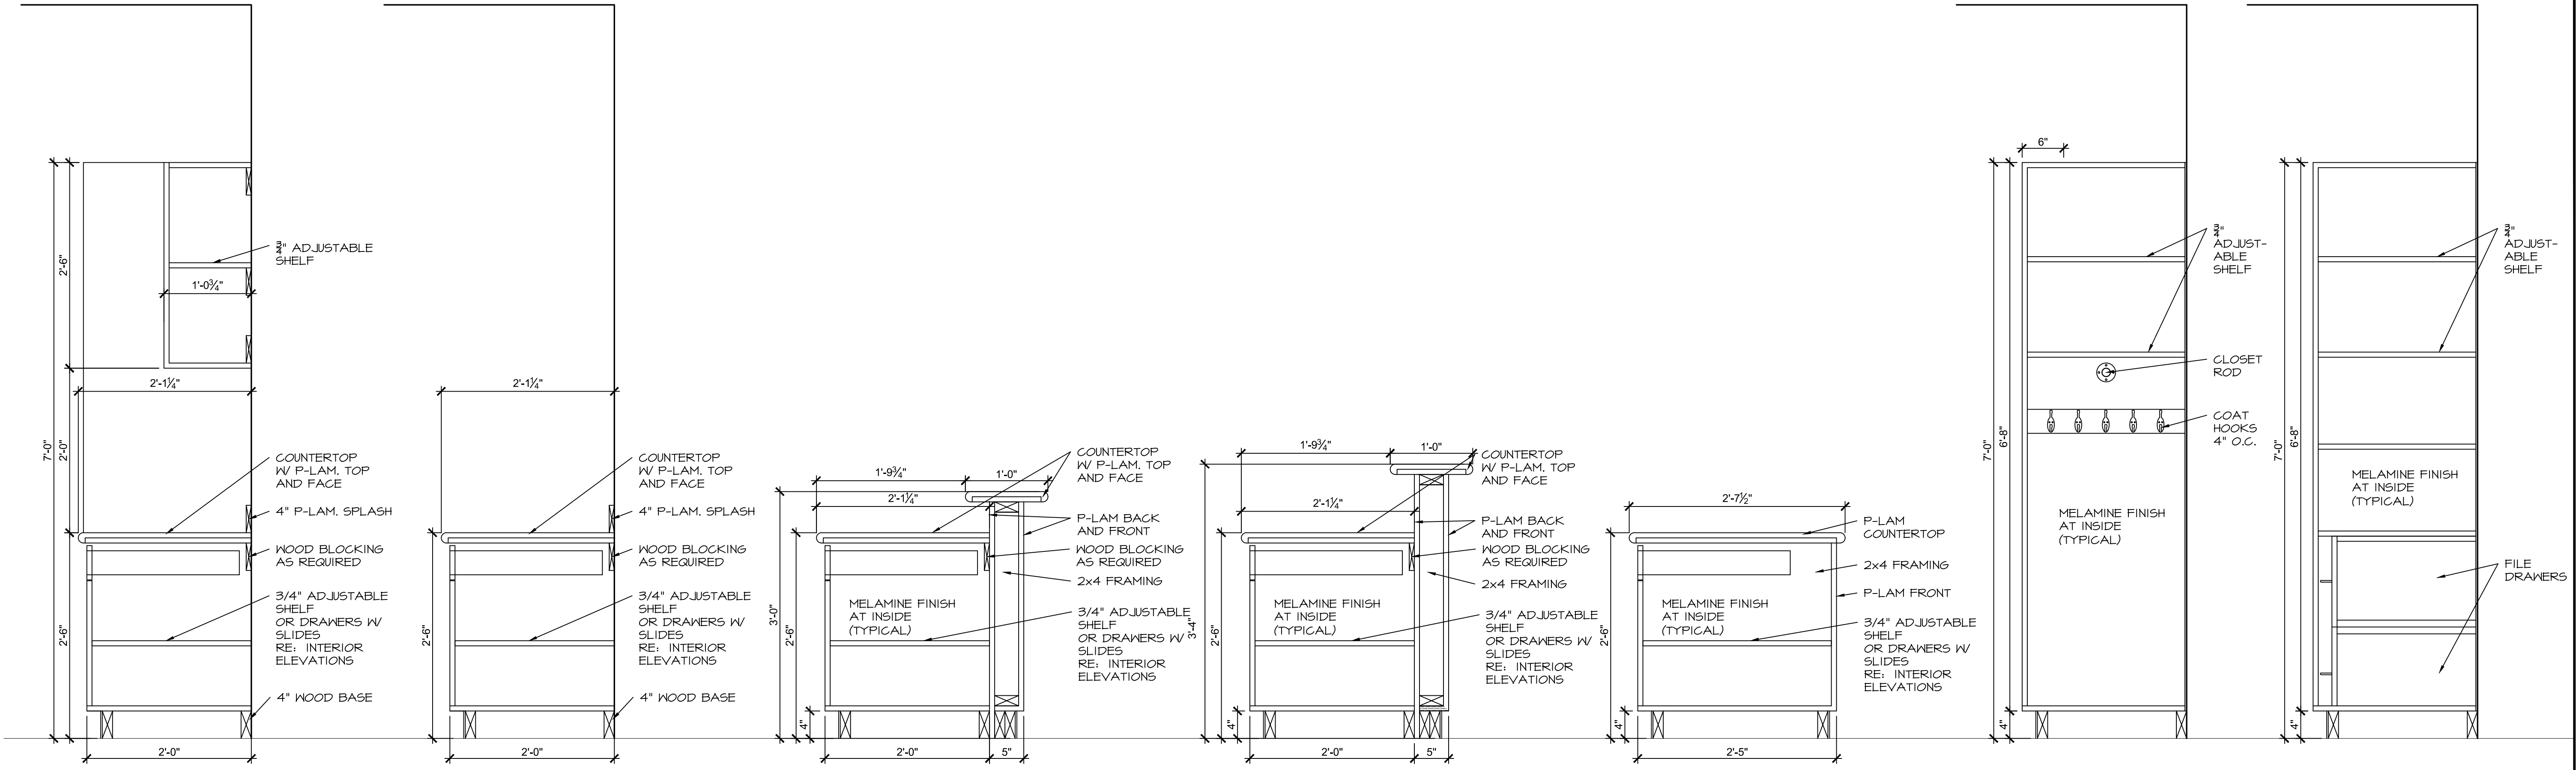 7'-0"
2'-6"
2'-0"
2'-6"
1'-0¾"
2'-1¼"
¾" ADJUSTABLE
SHELF
COUNTERTOP
W/ P-LAM. TOP
AND FACE
4" P-LAM. SPLASH
WOOD BLOCKING
AS REQUIRED
3/4" ADJUSTABLE
SHELF
OR DRAWERS W/
SLIDES
RE: INTERIOR
ELEVATIONS
4" WOOD BASE
2'-0"
2'-1¼"
2'-6"
COUNTERTOP
W/ P-LAM. TOP
AND FACE
4" P-LAM. SPLASH
WOOD BLOCKING
AS REQUIRED
3/4" ADJUSTABLE
SHELF
OR DRAWERS W/
SLIDES
RE: INTERIOR
ELEVATIONS
4" WOOD BASE
2'-0"
1'-9¾"
1'-0"
2'-1¼"
3'-0"
2'-6"
4"
MELAMINE FINISH
AT INSIDE
(TYPICAL)
COUNTERTOP
W/ P-LAM. TOP
AND FACE
P-LAM BACK
AND FRONT
WOOD BLOCKING
AS REQUIRED
2x4 FRAMING
3/4" ADJUSTABLE
SHELF
OR DRAWERS W/
SLIDES
RE: INTERIOR
ELEVATIONS
2'-0"
5"
1'-9¾"
1'-0"
2'-1¼"
3'-4"
2'-6"
4"
MELAMINE FINISH
AT INSIDE
(TYPICAL)
COUNTERTOP
W/ P-LAM. TOP
AND FACE
P-LAM BACK
AND FRONT
WOOD BLOCKING
AS REQUIRED
2x4 FRAMING
3/4" ADJUSTABLE
SHELF
OR DRAWERS W/
SLIDES
RE: INTERIOR
ELEVATIONS
2'-0"
5"
2'-7½"
2'-6"
4"
MELAMINE FINISH
AT INSIDE
(TYPICAL)
P-LAM
COUNTERTOP
2x4 FRAMING
P-LAM FRONT
3/4" ADJUSTABLE
SHELF
OR DRAWERS W/
SLIDES
RE: INTERIOR
ELEVATIONS
2'-5"
6"
7'-0"
6'-8"
4"
¾"
ADJUST-
ABLE
SHELF
CLOSET
ROD
COAT
HOOKS
4" O.C.
MELAMINE FINISH
AT INSIDE
(TYPICAL)
7'-0"
6'-8"
4"
¾"
ADJUST-
ABLE
SHELF
MELAMINE FINISH
AT INSIDE
(TYPICAL)
FILE
DRAWERS